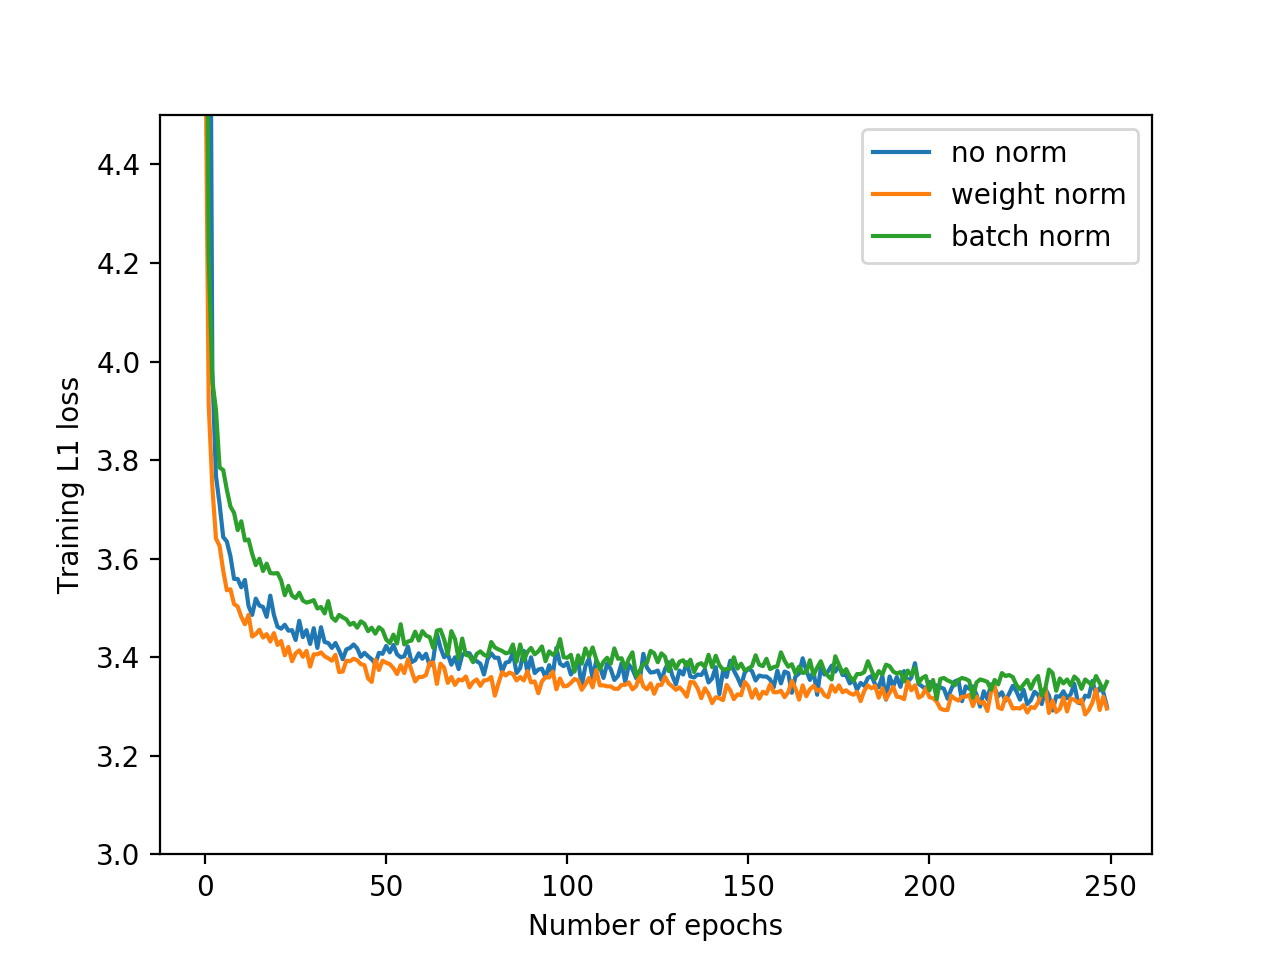 no norm
weight norm
batch norm
4.4
4.2
4.0
3.8
3.6
3.4
3.2
3.0
Training L1 loss
0 50 100 150 200 250
Number of epochs